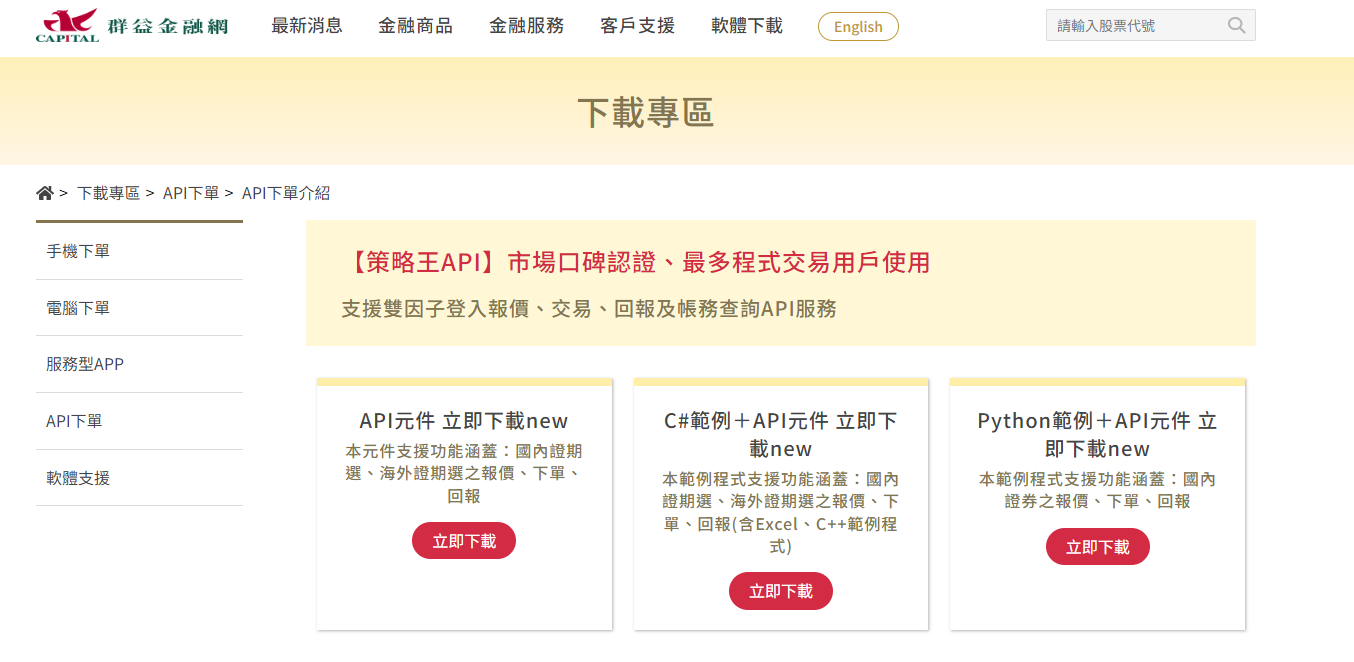 CAPITAL 群益金融網 最新消息 金融商品 金融服務 客戶支援 軟體下載 English 請輸入股票代號
下載專區
> 下載專區 > API下單 > API下單介紹
手機下單
電腦下單
服務型APP
API下單
軟體支援
【策略王API】市場口碑認證、最多程式交易用戶使用
支援雙因子登入報價、交易、回報及帳務查詢API服務
API元件 立即下載new
本元件支援功能涵蓋：國內證期
選、海外證期選之報價、下單、
回報
立即下載
C#範例＋API元件 立即下
載new
本範例程式支援功能涵蓋：國內
證期選、海外證期選之報價、下
單、回報(含Excel、C++範例程
式)
立即下載
Python範例＋API元件 立
即下載new
本範例程式支援功能涵蓋：國內
證券之報價、下單、回報
立即下載